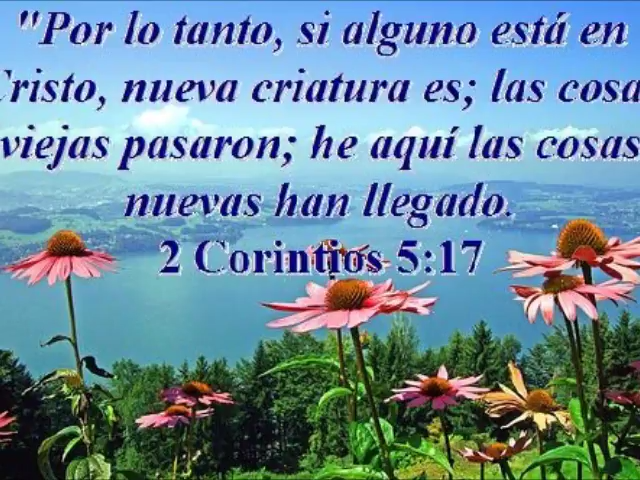 "Por lo tanto, si alguno está en
Cristo, nueva criatura es; las cosa
viejas pasaron; he aquí las cosas
nuevas han llegado.
2 Corintios 5:17